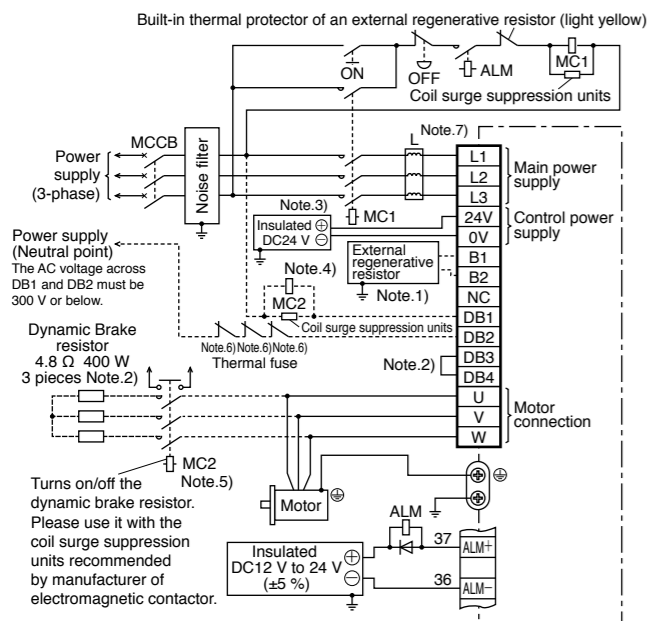 Built-in thermal protector of an external regenerative resistor (light yellow)
ON
OFF
ALM
MC1
Coil surge suppression units
MCCB
Power
supply
(3-phase)
Noise filter
L
Note.7)
L1
L2
L3
Main power
supply
MC1
Note.3)
Insulated
DC24 V
⊕
⊖
24V
0V
Control power
supply
Power supply
(Neutral point)
The AC voltage across
DB1 and DB2 must be
300 V or below.
External
regenerative
resistor
B1
B2
Note.1)
Note.4)
MC2
Coil surge suppression units
NC
DB1
DB2
DB3
DB4
Note.6) Note.6) Note.6)
Thermal fuse
Note.2)
Dynamic Brake
resistor
4.8 Ω 400 W
3 pieces Note.2)
U
V
W
Motor
connection
MC2
Note.5)
Turns on/off the
dynamic brake resistor.
Please use it with the
coil surge suppression
units recommended
by manufacturer of
electromagnetic contactor.
Motor
ALM
Insulated
DC12 V to 24 V
(±5 %)
⊕
⊖
37
ALM+
36
ALM−